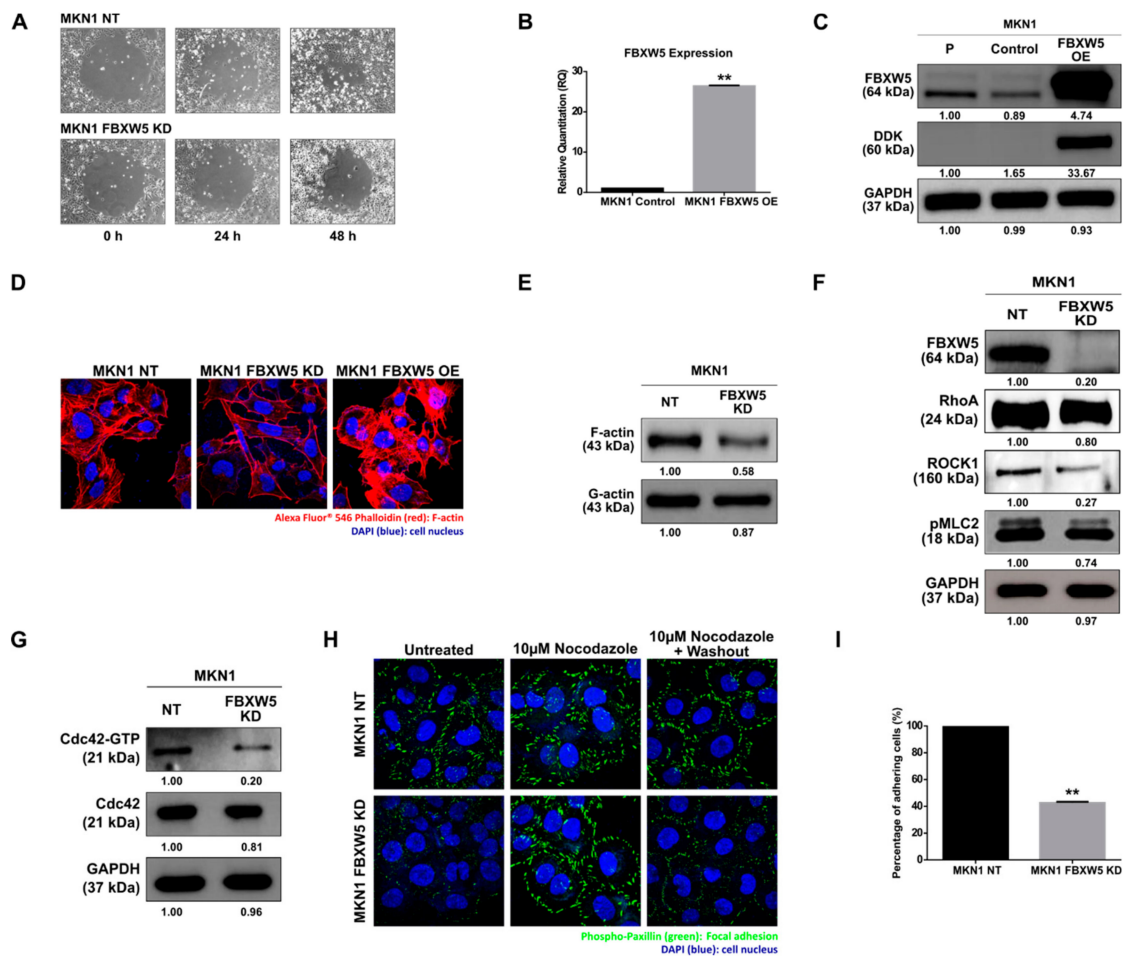 A
MKN1 NT
MKN1 FBXW5 KD
0 h
24 h
48 h
B
FBXW5 Expression
Relative Quantitation (RQ)
30
20
10
0
**
MKN1 Control
MKN1 FBXW5 OE
C
MKN1
P
Control
FBXW5
OE
FBXW5
(64 kDa)
1.00
0.89
4.74
DDK
(60 kDa)
1.00
1.65
33.67
GAPDH
(37 kDa)
1.00
0.99
0.93
D
MKN1 NT
MKN1 FBXW5 KD
MKN1 FBXW5 OE
Alexa Fluor® 546 Phalloidin (red): F-actin
DAPI (blue): cell nucleus
E
MKN1
NT
FBXW5
KD
F-actin
(43 kDa)
1.00
0.58
G-actin
(43 kDa)
1.00
0.87
F
MKN1
NT
FBXW5
KD
FBXW5
(64 kDa)
1.00
0.20
RhoA
(24 kDa)
1.00
0.80
ROCK1
(160 kDa)
1.00
0.27
pMLC2
(18 kDa)
1.00
0.74
GAPDH
(37 kDa)
1.00
0.97
G
MKN1
NT
FBXW5
KD
Cdc42-GTP
(21 kDa)
1.00
0.20
Cdc42
(21 kDa)
1.00
0.81
GAPDH
(37 kDa)
1.00
0.96
H
Untreated
10µM Nocodazole
10µM Nocodazole
+ Washout
MKN1 NT
MKN1 FBXW5 KD
Phospho-Paxillin (green): Focal adhesion
DAPI (blue): cell nucleus
I
Percentage of adhering cells (%)
100
80
60
40
20
0
**
MKN1 NT
MKN1 FBXW5 KD